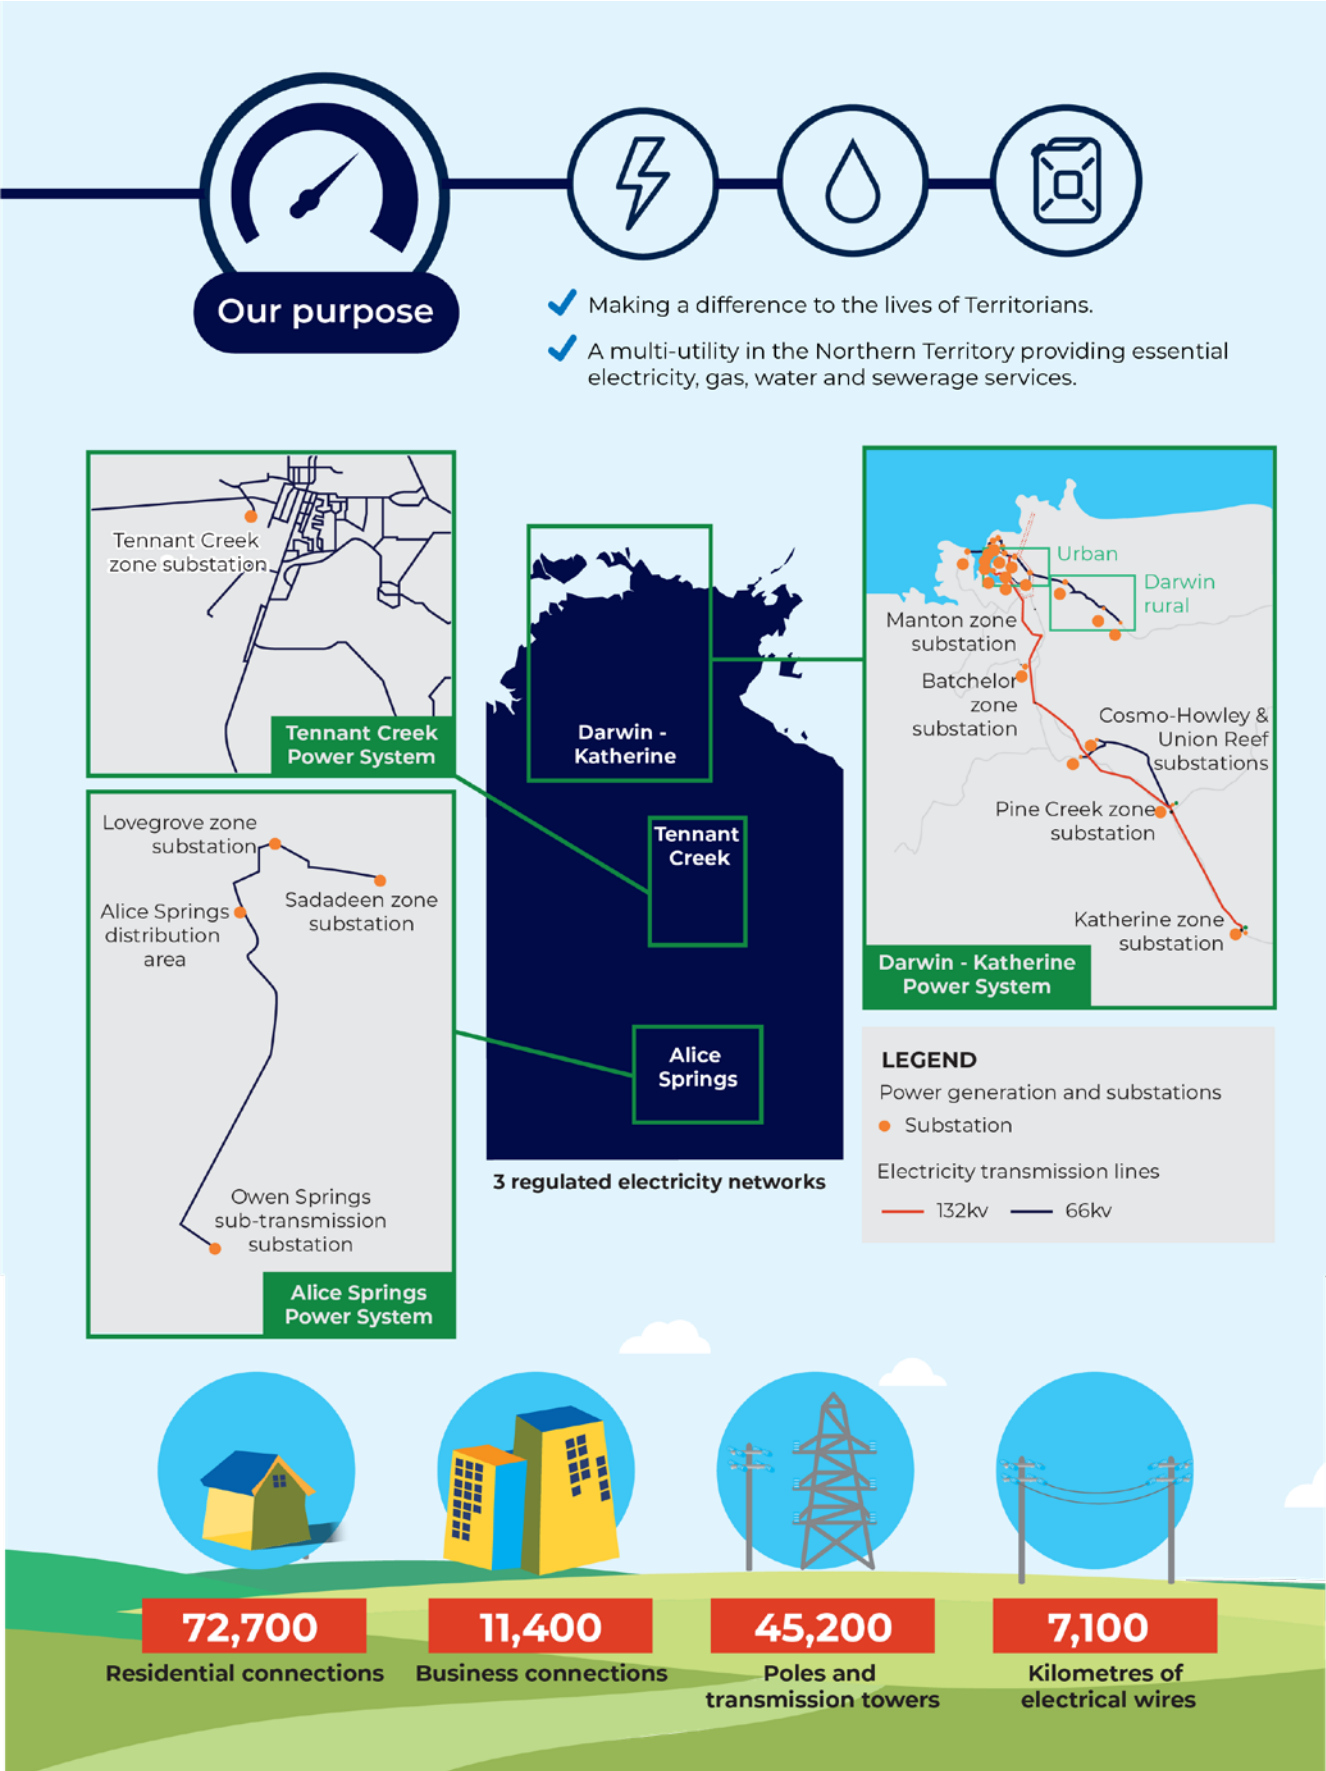 Our purpose
Making a difference to the lives of Territorians.
A multi-utility in the Northern Territory providing essential
electricity, gas, water and sewerage services.
Tennant Creek
zone substation
Tennant Creek
Power System
Lovegrove zone
substation
Sadadeen zone
substation
Alice Springs
distribution
area
Owen Springs
sub-transmission
substation
Alice Springs
Power System
Darwin -
Katherine
Tennant
Creek
Alice
Springs
3 regulated electricity networks
Urban
Darwin
rural
Manton zone
substation
Batchelor
zone
substation
Cosmo-Howley &
Union Reef
substations
Pine Creek zone
substation
Katherine zone
substation
Darwin - Katherine
Power System
LEGEND
Power generation and substations
Substation
Electricity transmission lines
132kv
66kv
72,700
Residential connections
11,400
Business connections
45,200
Poles and
transmission towers
7,100
Kilometres of
electrical wires